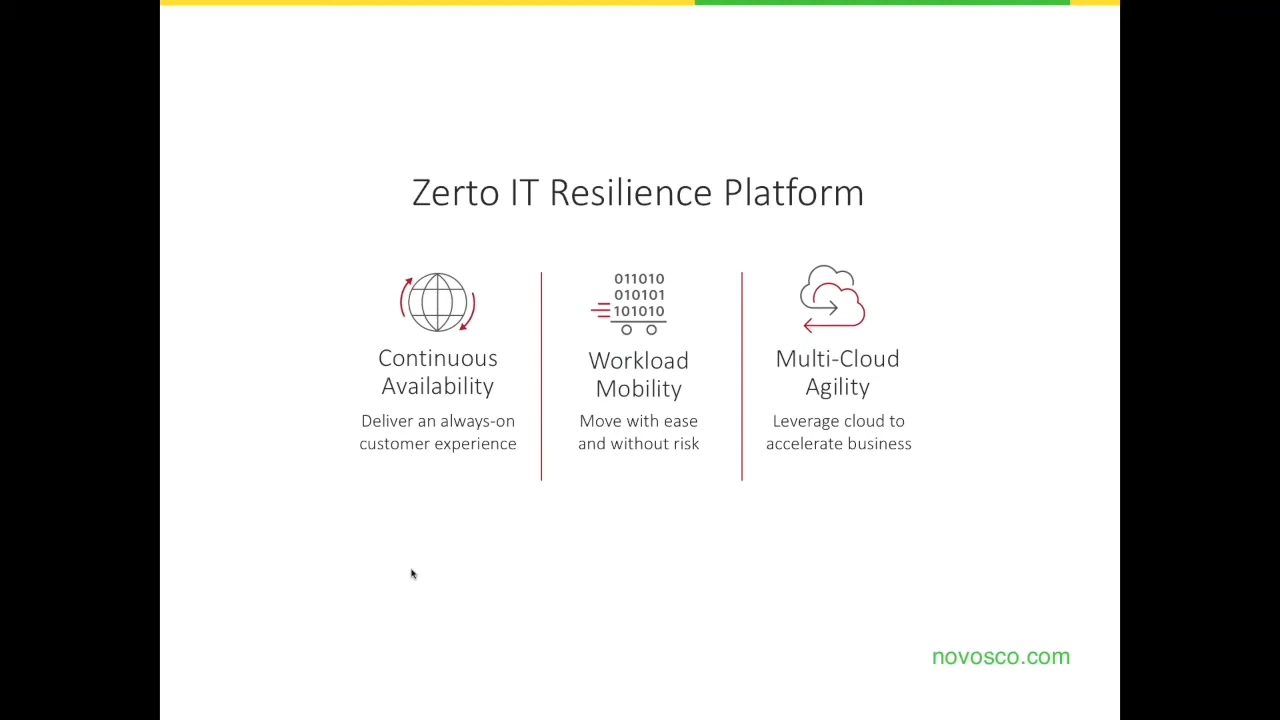 Zerto IT Resilience Platform
011010
010101
101010
Continuous
Availability
Deliver an always-on
customer experience
Workload
Mobility
Move with ease
and without risk
Multi-Cloud
Agility
Leverage cloud to
accelerate business
novosco.com